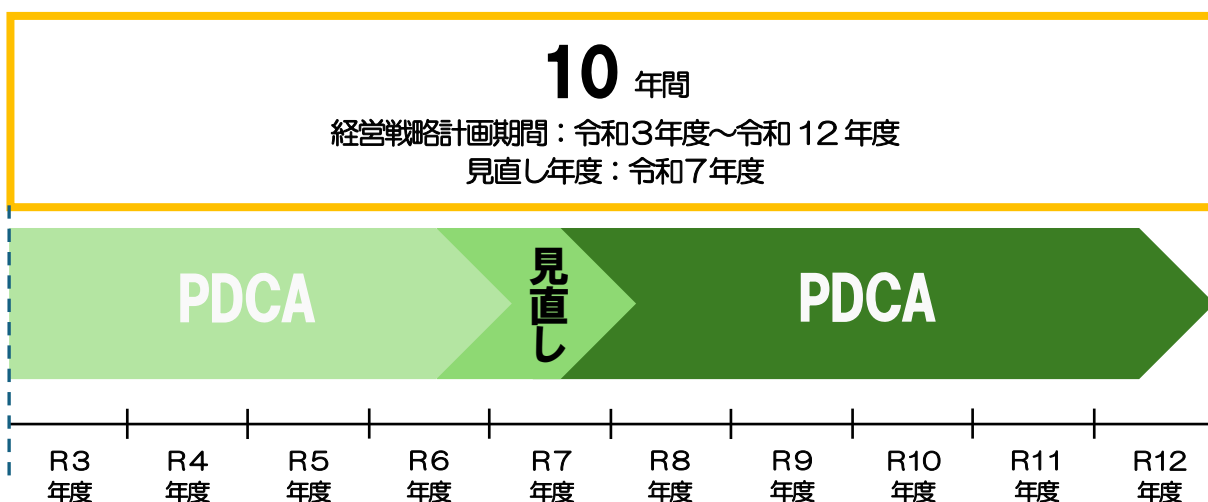 10 年間
経営戦略計画期間：令和３年度～令和 12 年度
見直し年度：令和７年度
PDCA
見直し
PDCA
R3
年度
R4
年度
R5
年度
R6
年度
R7
年度
R8
年度
R9
年度
R10
年度
R11
年度
R12
年度